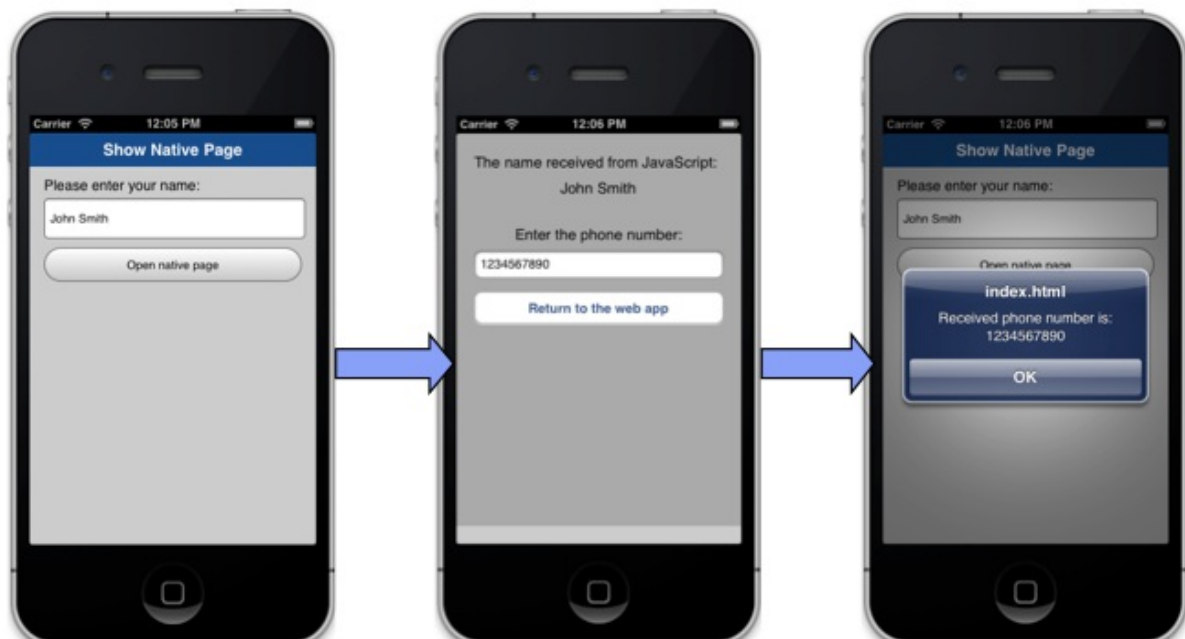 Carrier 12:05 PM
Show Native Page
Please enter your name:
John Smith
Open native page
Carrier 12:06 PM
The name received from JavaScript:
John Smith
Enter the phone number:
1234567890
Return to the web app
Carrier 12:06 PM
Show Native Page
Please enter your name:
John Smith
Open native page
index.html
Received phone number is:
1234567890
OK